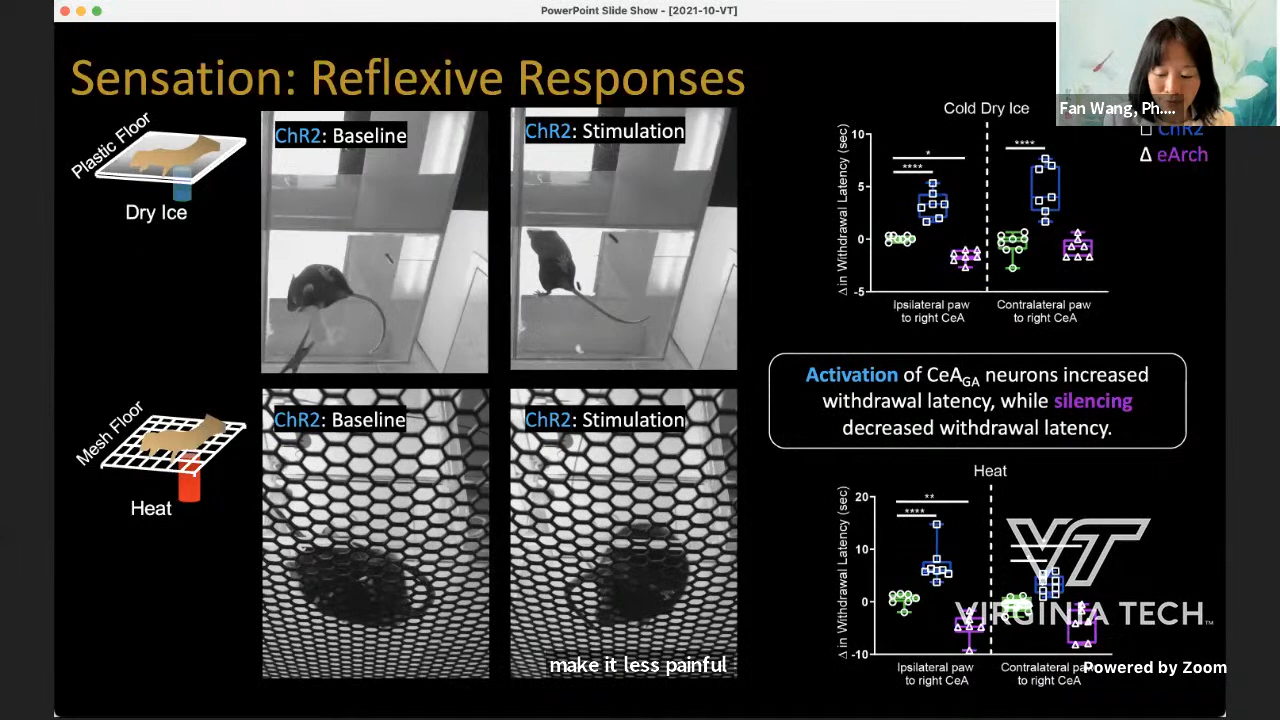 PowerPoint Slide Show - [2021-10-VT]
Sensation: Reflexive Responses
Fan Wang, Ph....
Plastic Floor
Dry Ice
ChR2: Baseline
ChR2: Stimulation
Cold Dry Ice
ChR2
eArch
Δ in Withdrawal Latency (sec)
10
5
0
-5
*
****
****
Ipsilateral paw
to right CeA
Contralateral paw
to right CeA
Activation of CeAGA neurons increased
withdrawal latency, while silencing
decreased withdrawal latency.
Mesh Floor
Heat
ChR2: Baseline
ChR2: Stimulation
Heat
Δ in Withdrawal Latency (sec)
20
10
0
-10
**
****
Ipsilateral paw
to right CeA
Contralateral paw
to right CeA
VT
VIRGINIA TECH™
make it less painful
Powered by Zoom